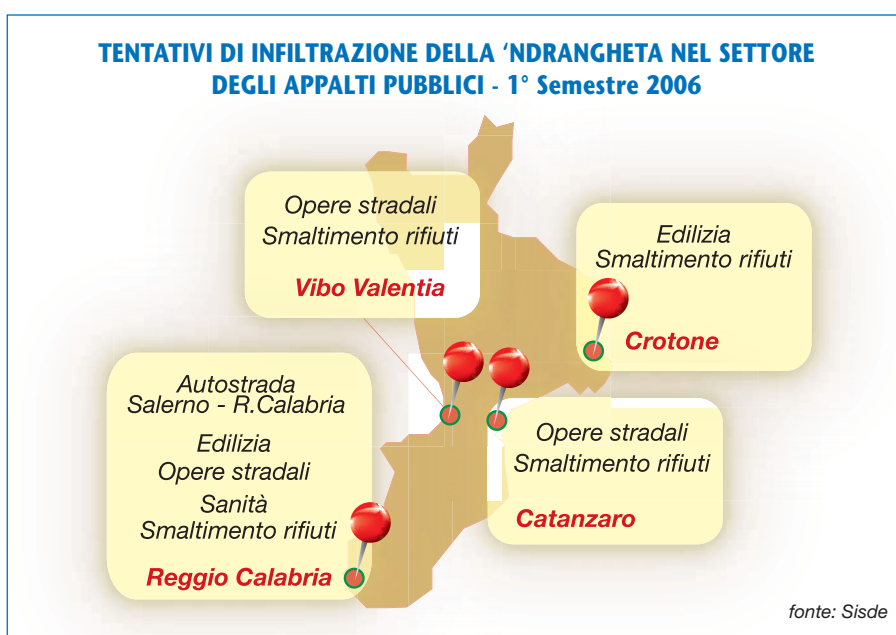 TENTATIVI DI INFILTRAZIONE DELLA ‘NDRANGHETA NEL SETTORE
DEGLI APPALTI PUBBLICI - 1° Semestre 2006
Opere stradali
Smaltimento rifiuti
Vibo Valentia
Edilizia
Smaltimento rifiuti
Crotone
Autostrada
Salerno - R.Calabria
Edilizia
Opere stradali
Sanità
Smaltimento rifiuti
Reggio Calabria
Opere stradali
Smaltimento rifiuti
Catanzaro
fonte: Sisde